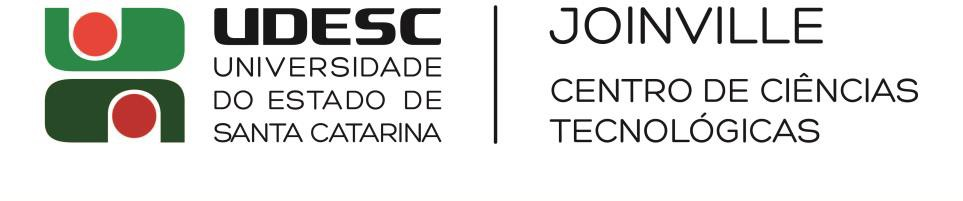 UDESC
UNIVERSIDADE
DO ESTADO DE
SANTA CATARINA
JOINVILLE
CENTRO DE CIÊNCIAS
TECNOLÓGICAS